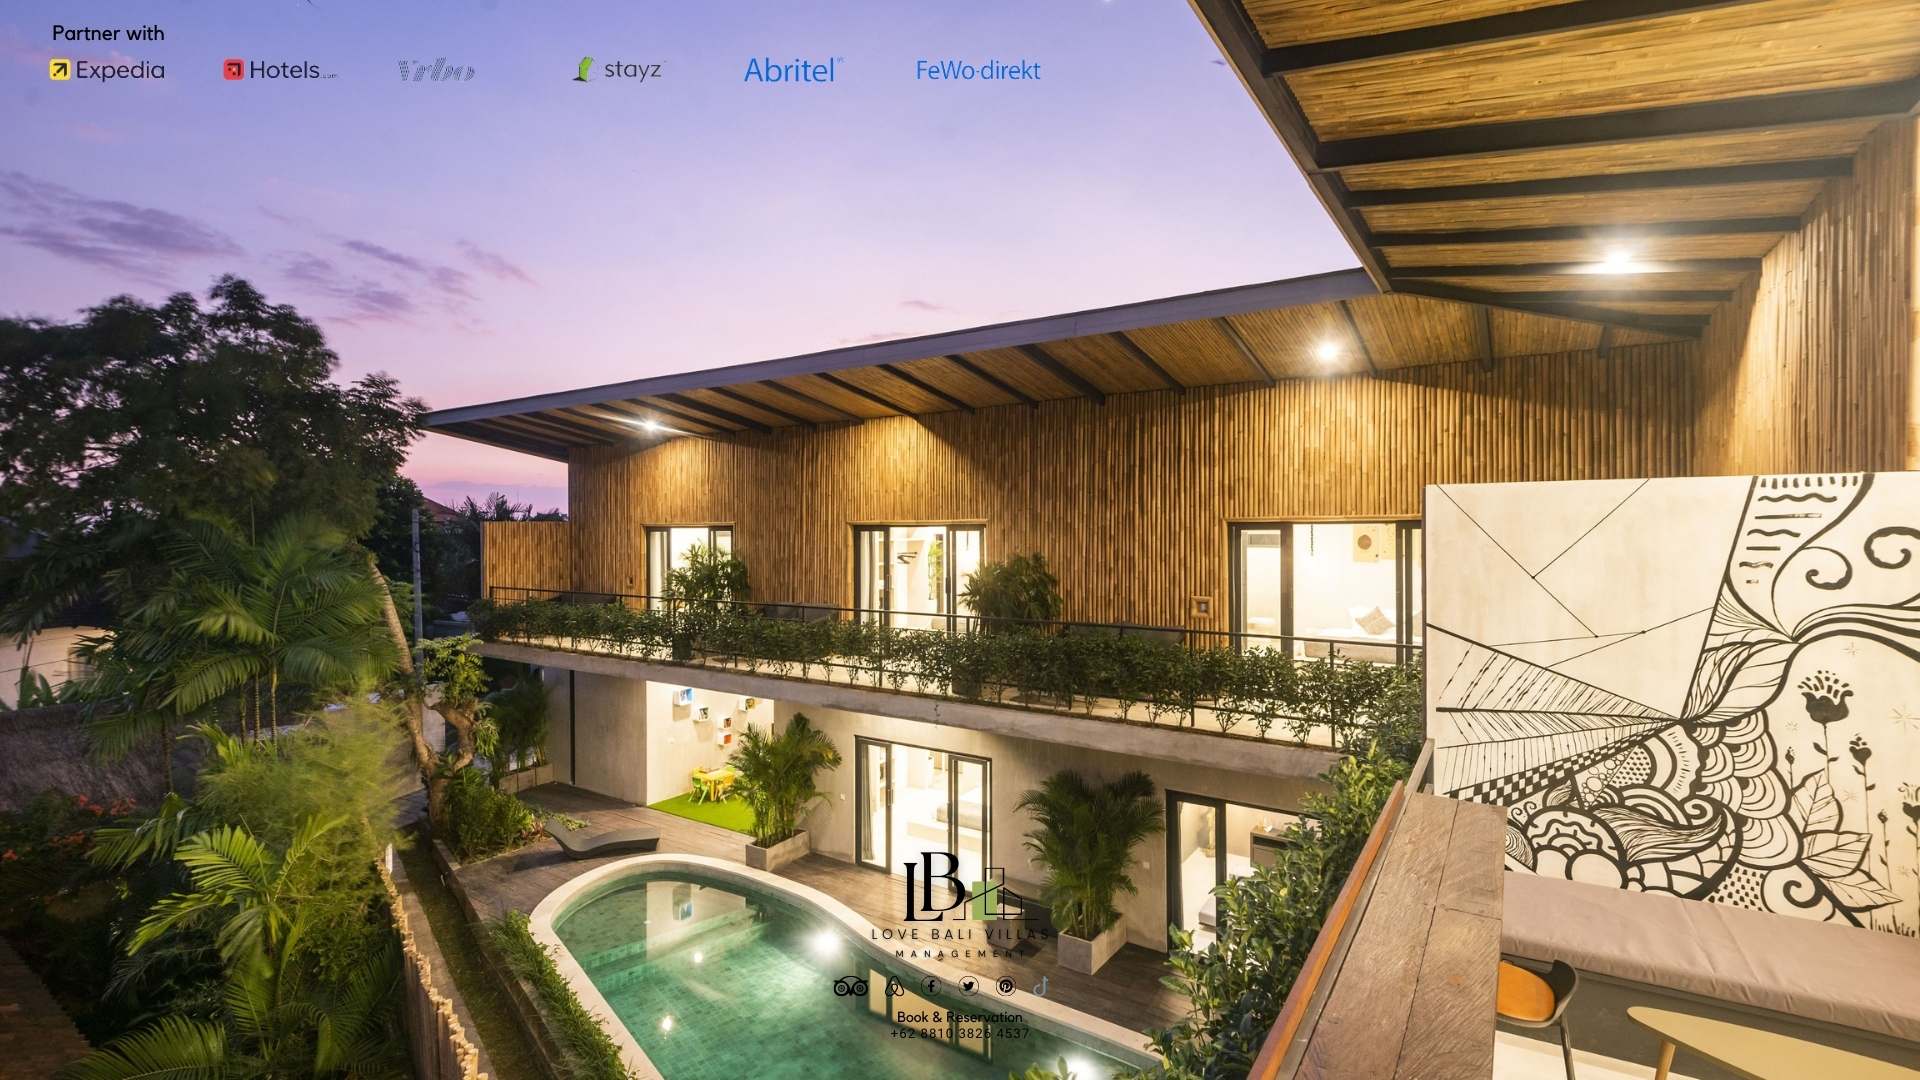 Partner with
Expedia
Hotels.com
Vrbo
stayz
Abritel®
FeWo-direkt
LB
LOVE BALI VILLAS
MANAGEMENT
Book & Reservation
+62 8810 3826 4537